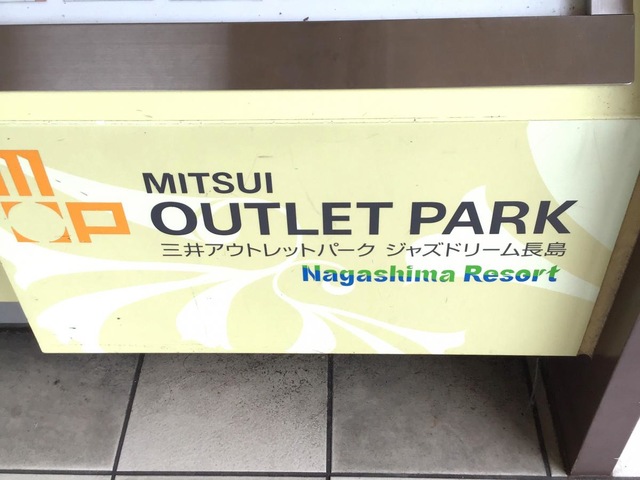 MITSUI
OUTLET PARK
三井アウトレットパーク ジャズドリーム長島
Nagashima Resort